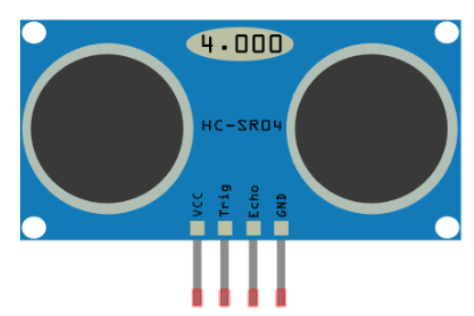 4.000
HC-SR04
VCC
Trig
Echo
GND